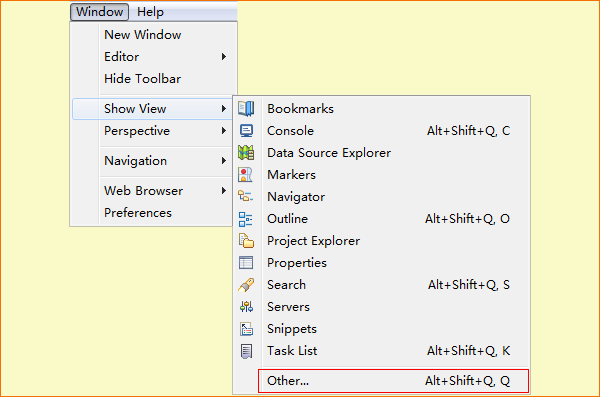 Window Help
New Window
Editor
Hide Toolbar
Show View
Perspective
Navigation
Web Browser
Preferences
Bookmarks
Console Alt+Shift+Q, C
Data Source Explorer
Markers
Navigator
Outline Alt+Shift+Q, O
Project Explorer
Properties
Search Alt+Shift+Q, S
Servers
Snippets
Task List Alt+Shift+Q, K
Other... Alt+Shift+Q, Q